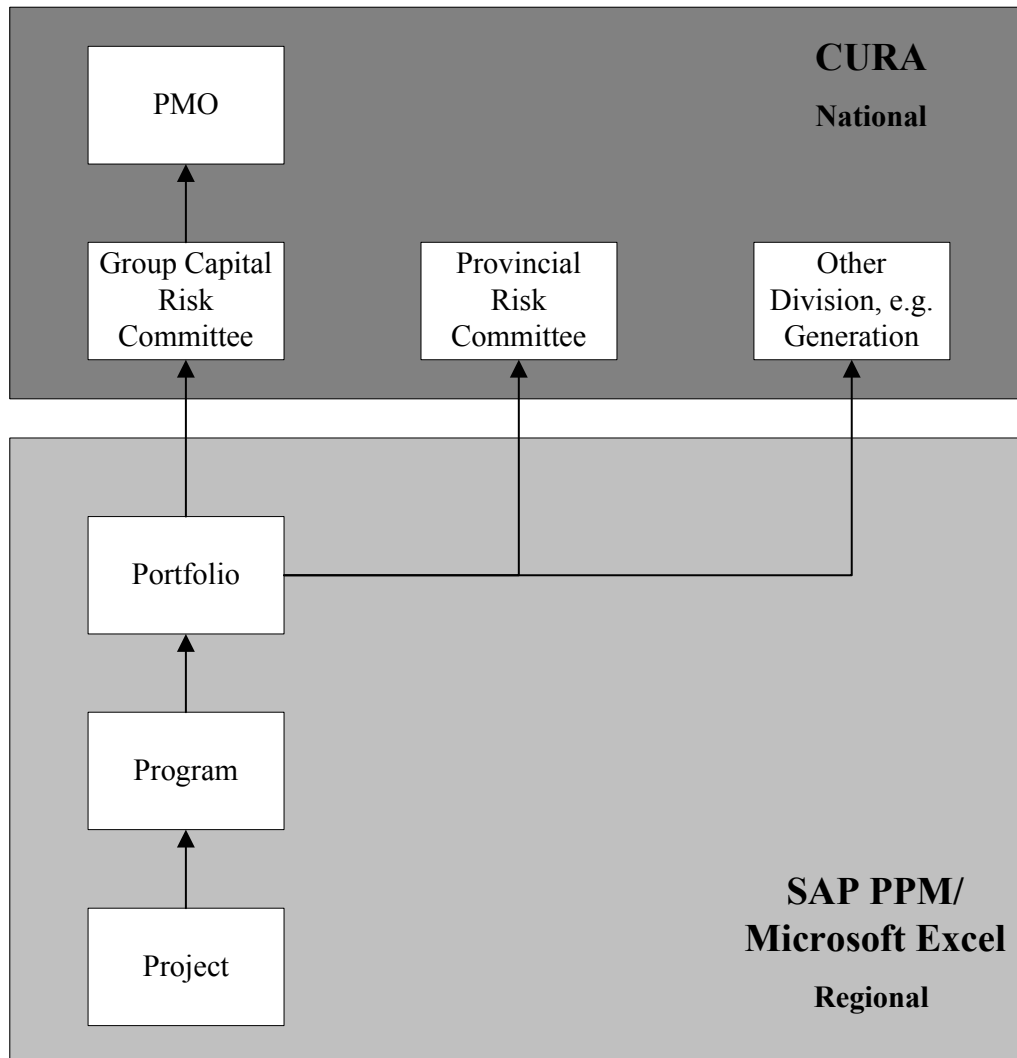 CURA
National
PMO
Group Capital
Risk
Committee
Provincial
Risk
Committee
Other
Division, e.g.
Generation
Portfolio
Program
Project
SAP PPM/
Microsoft Excel
Regional